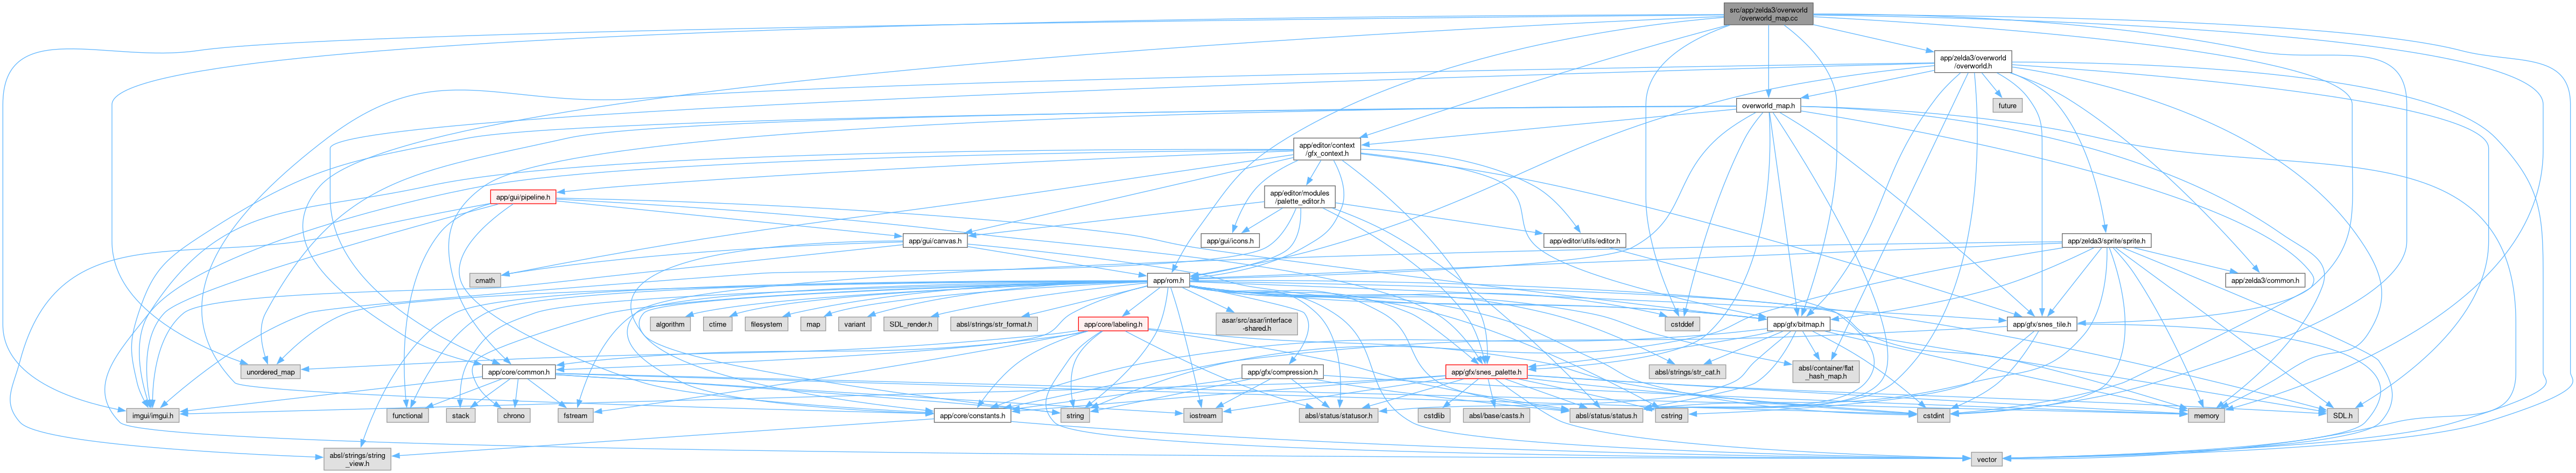 src/app/zelda3/overworld
/overworld_map.cc
app/zelda3/overworld
/overworld.h
overworld_map.h
future
app/editor/context
/gfx_context.h
app/gui/pipeline.h
app/editor/modules
/palette_editor.h
app/gui/canvas.h
app/gui/icons.h
app/editor/utils/editor.h
app/zelda3/sprite/sprite.h
cmath
app/rom.h
app/zelda3/common.h
algorithm
ctime
filesystem
map
variant
SDL_render.h
absl/strings/str_format.h
app/core/labeling.h
asar/src/asar/interface
-shared.h
cstddef
app/gfx/bitmap.h
app/gfx/snes_tile.h
unordered_map
app/core/common.h
app/gfx/compression.h
app/gfx/snes_palette.h
absl/strings/str_cat.h
absl/container/flat
_hash_map.h
imgui/imgui.h
functional
stack
chrono
fstream
app/core/constants.h
string
iostream
absl/status/statusor.h
cstdlib
absl/base/casts.h
absl/status/status.h
cstring
cstdint
memory
SDL.h
absl/strings/string
_view.h
vector